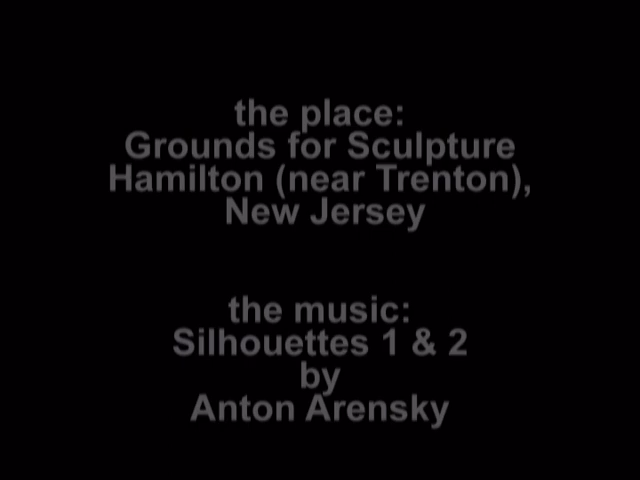 the place:
Grounds for Sculpture
Hamilton (near Trenton),
New Jersey
the music:
Silhouettes 1 & 2
by
Anton Arensky